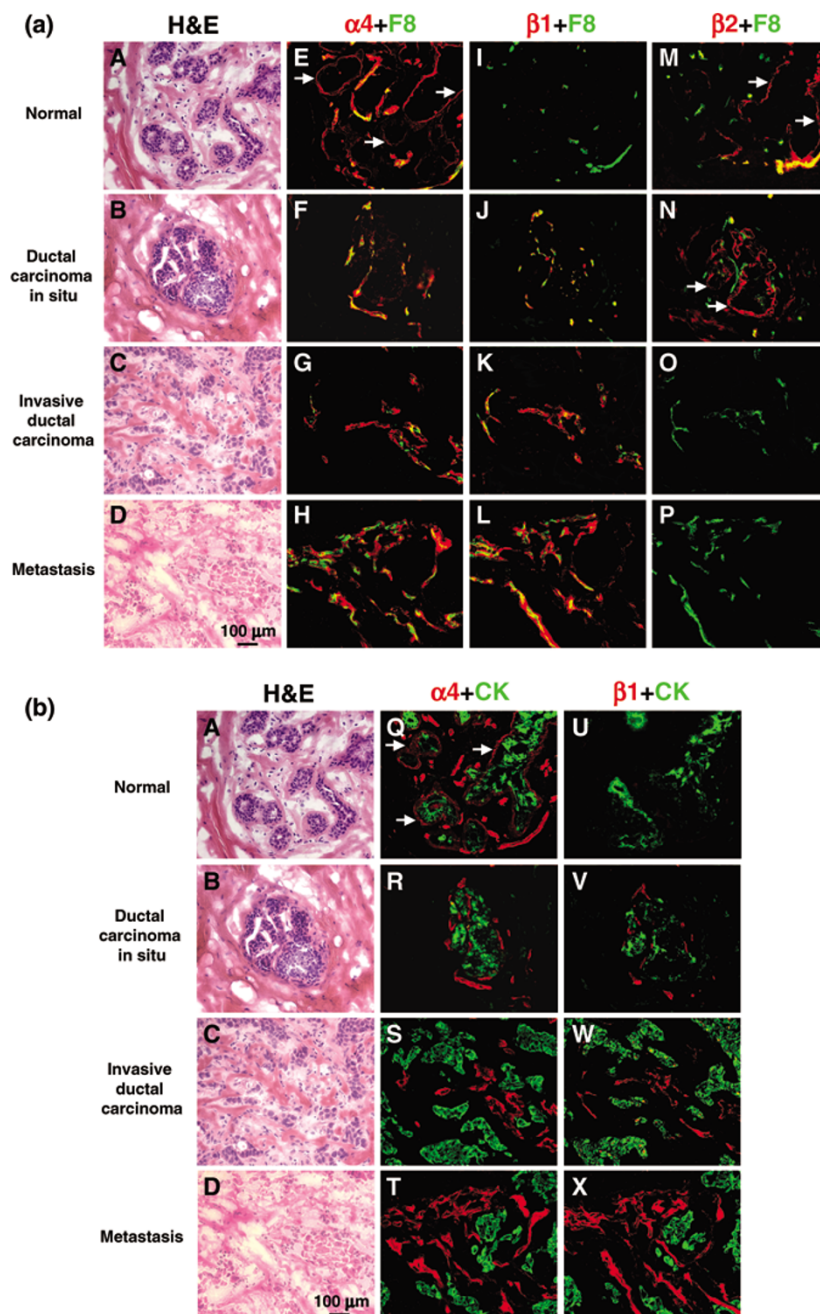 (a)
H&E α4+F8 β1+F8 β2+F8
Normal
A E I M
Ductal
carcinoma
in situ
B F J N
Invasive
ductal
carcinoma
C G K O
Metastasis
D H L P
100 µm
(b)
H&E α4+CK β1+CK
Normal
A Q U
Ductal
carcinoma
in situ
B R V
Invasive
ductal
carcinoma
C S W
Metastasis
D T X
100 µm